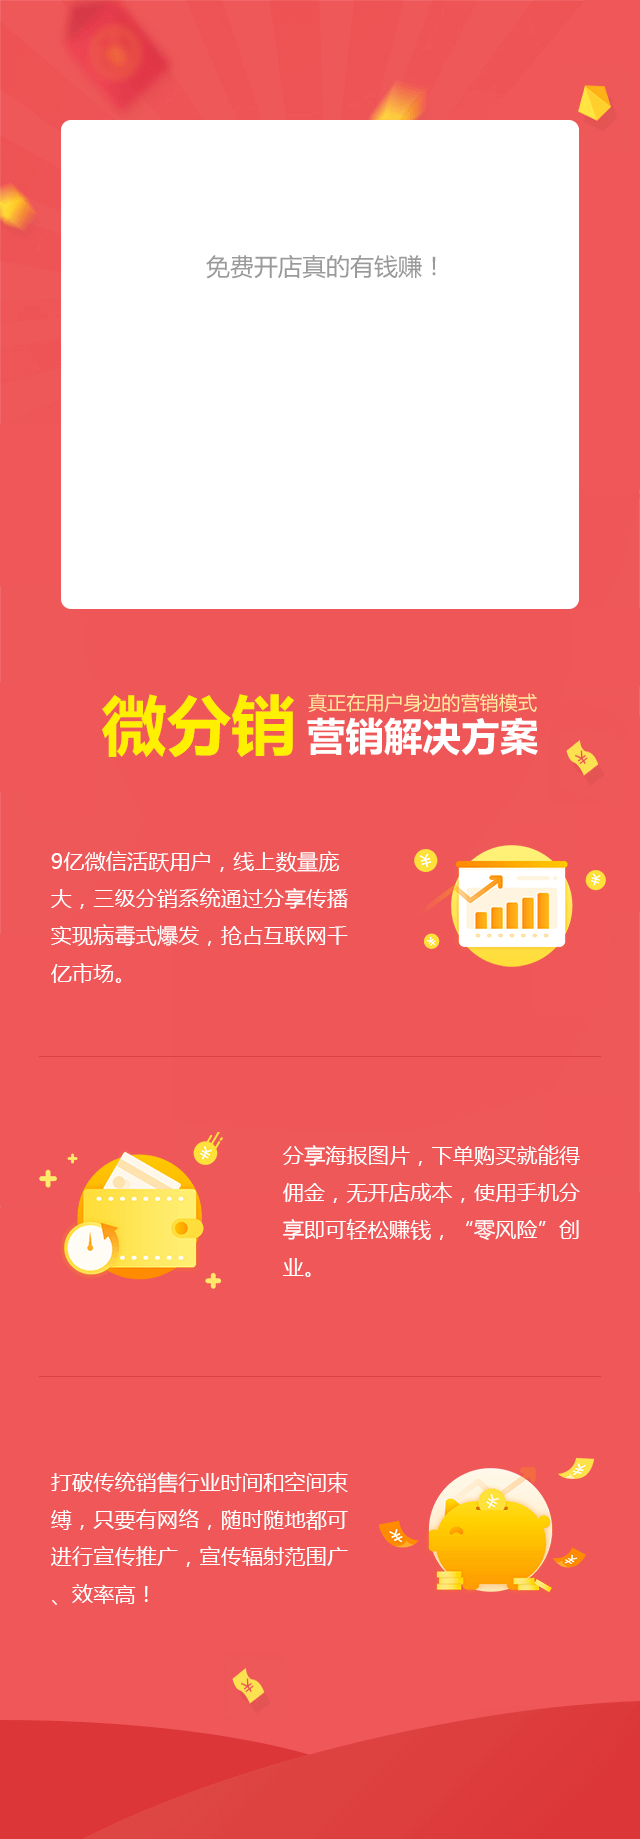 免费开店真的有钱赚！
微分销
真正在用户身边的营销模式
营销解决方案
9亿微信活跃用户，线上数量庞
大，三级分销系统通过分享传播
实现病毒式爆发，抢占互联网千
亿市场。
分享海报图片，下单购买就能得
佣金，无开店成本，使用手机分
享即可轻松赚钱，“零风险”创
业。
打破传统销售行业时间和空间束
缚，只要有网络，随时随地都可
进行宣传推广，宣传辐射范围广
、效率高！